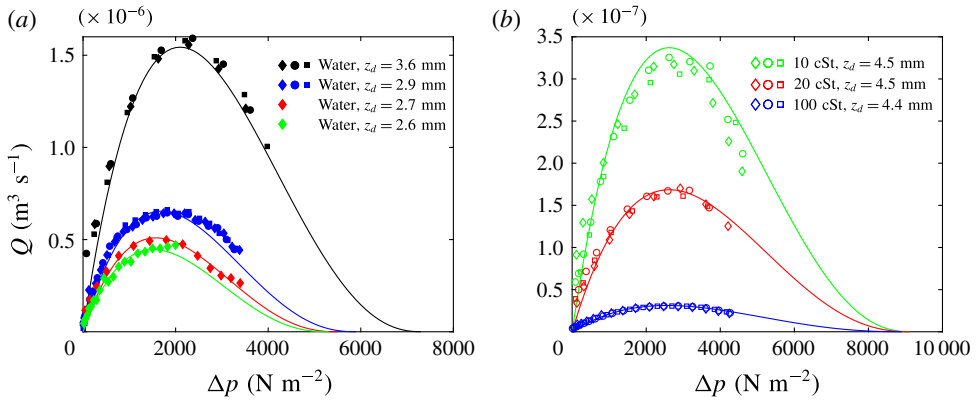 (a)
(× 10⁻⁶)
1.5
1.0
0.5
0
2000
4000
6000
8000
Q (m³ s⁻¹)
Δp (N m⁻²)
Water, z_d = 3.6 mm
Water, z_d = 2.9 mm
Water, z_d = 2.7 mm
Water, z_d = 2.6 mm
(b)
(× 10⁻⁷)
3.5
3.0
2.5
2.0
1.5
1.0
0.5
0
2000
4000
6000
8000
10 000
Δp (N m⁻²)
10 cSt, z_d = 4.5 mm
20 cSt, z_d = 4.5 mm
100 cSt, z_d = 4.4 mm